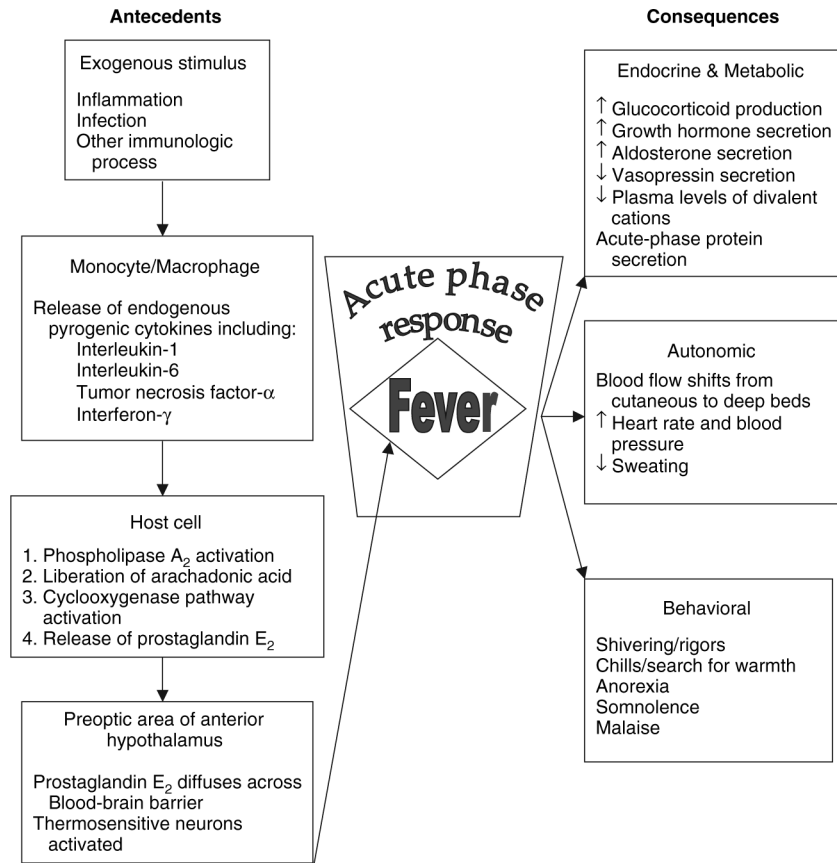 Antecedents
Exogenous stimulus
Inflammation
Infection
Other immunologic
process
Monocyte/Macrophage
Release of endogenous
pyrogenic cytokines including:
Interleukin-1
Interleukin-6
Tumor necrosis factor-α
Interferon-γ
Host cell
1. Phospholipase A₂ activation
2. Liberation of arachadonic acid
3. Cyclooxygenase pathway
activation
4. Release of prostaglandin E₂
Preoptic area of anterior
hypothalamus
Prostaglandin E₂ diffuses across
Blood-brain barrier
Thermosensitive neurons
activated
Acute phase
response
Fever
Consequences
Endocrine & Metabolic
↑ Glucocorticoid production
↑ Growth hormone secretion
↑ Aldosterone secretion
↓ Vasopressin secretion
↓ Plasma levels of divalent
cations
Acute-phase protein
secretion
Autonomic
Blood flow shifts from
cutaneous to deep beds
↑ Heart rate and blood
pressure
↓ Sweating
Behavioral
Shivering/rigors
Chills/search for warmth
Anorexia
Somnolence
Malaise